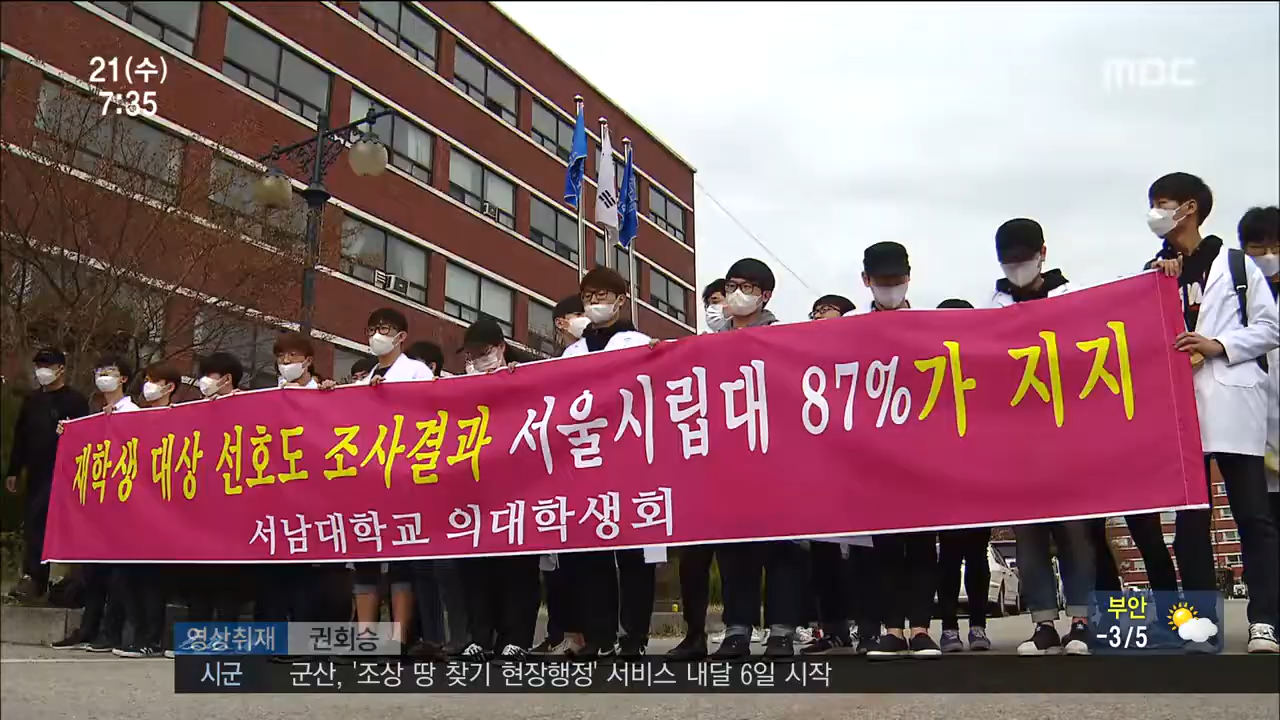 21(수)
7:35
MBC
재학생 대상 선호도 조사결과 서울시립대 87%가 지지
서남대학교 의대학생회
영상취재 권회승
부안
-3/5
시군 군산, '조상 땅 찾기 현장행정' 서비스 내달 6일 시작